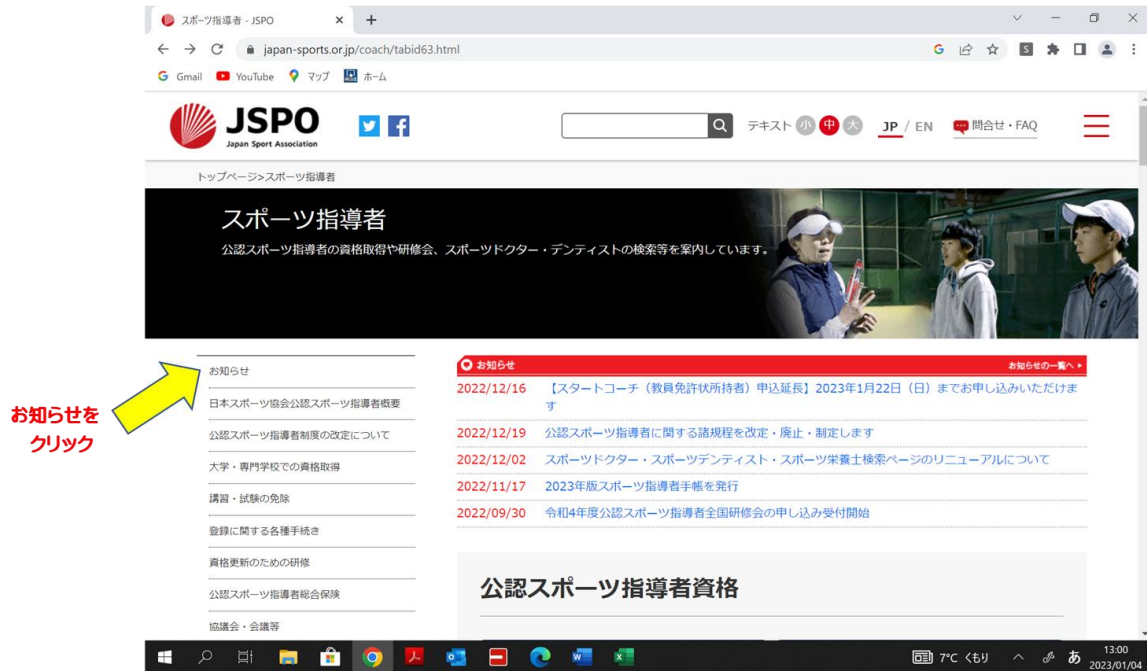 スポーツ指導者 - JSPO
japan-sports.or.jp/coach/tabid63.html
Gmail YouTube マップ ホーム
JSPO
Japan Sport Association
テキスト 小 中 大 JP / EN 問合せ・FAQ
トップページ>スポーツ指導者
スポーツ指導者
公認スポーツ指導者の資格取得や研修会、スポーツドクター・デンティストの検索等を案内しています。
お知らせを
クリック
お知らせ
日本スポーツ協会公認スポーツ指導者概要
公認スポーツ指導者制度の改定について
大学・専門学校での資格取得
講習・試験の免除
登録に関する各種手続き
資格更新のための研修
公認スポーツ指導者総合保険
協議会・会議等
お知らせ お知らせの一覧へ
2022/12/16 【スタートコーチ（教員免許状所持者）申込延長】2023年1月22日（日）までお申し込みいただけま
す
2022/12/19 公認スポーツ指導者に関する諸規程を改定・廃止・制定します
2022/12/02 スポーツドクター・スポーツデンティスト・スポーツ栄養士検索ページのリニューアルについて
2022/11/17 2023年版スポーツ指導者手帳を発行
2022/09/30 令和4年度公認スポーツ指導者全国研修会の申し込み受付開始
公認スポーツ指導者資格
7°C くもり あ 13:00
2023/01/04